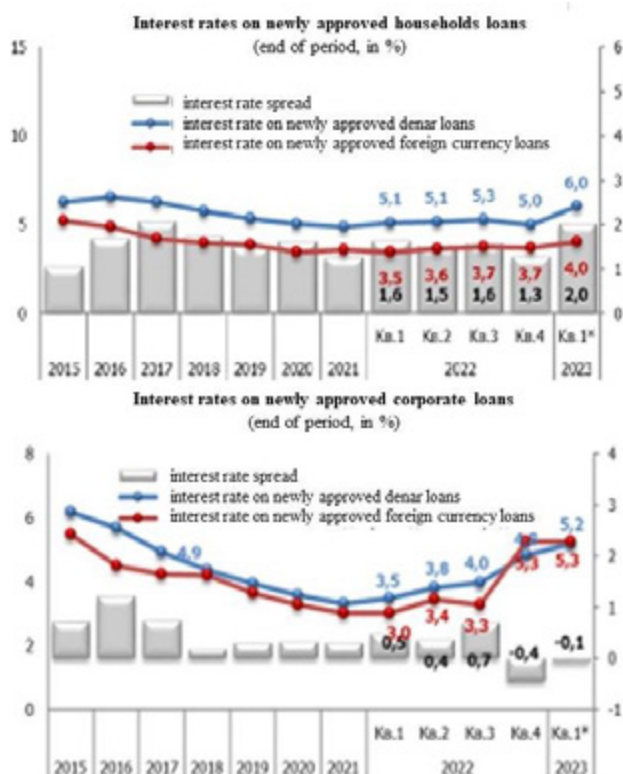 Interest rates on newly approved households loans
(end of period, in %)
15 6
interest rate spread
interest rate on newly approved denar loans
interest rate on newly approved foreign currency loans
5
10 4
3
5,1 5,1 5,3 5,0 6,0
5 2
3,5 3,6 3,7 3,7 4,0
1
1,6 1,5 1,6 1,3 2,0
0 0
Кв.1 Кв.2 Кв.3 Кв.4 Кв.1*
2015 2016 2017 2018 2019 2020 2021 2022 2023
Interest rates on newly approved corporate loans
(end of period, in %)
8 4
interest rate spread
interest rate on newly approved denar loans
interest rate on newly approved foreign currency loans
3
6
4,9 4,8 5,2
2
5,3 5,3
4 3,5 3,8 4,0
1
3,0 3,4 3,3
2 0,5 0,4 0,7 -0,4 -0,1 0
0 -1
Кв.1 Кв.2 Кв.3 Кв.4 Кв.1*
2015 2016 2017 2018 2019 2020 2021 2022 2023